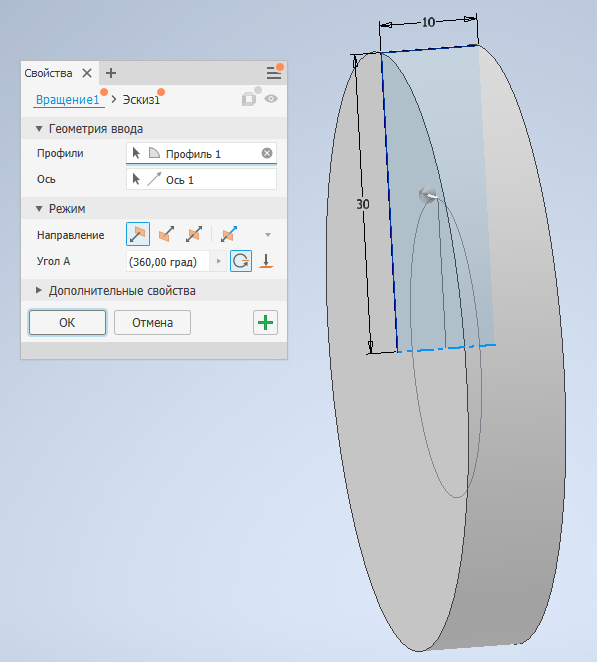 10
30
Свойства
Вращение1 > Эскиз1
Геометрия ввода
Профили
Профиль 1
Ось
Ось 1
Режим
Направление
Угол A
(360,00 град)
Дополнительные свойства
ОК
Отмена